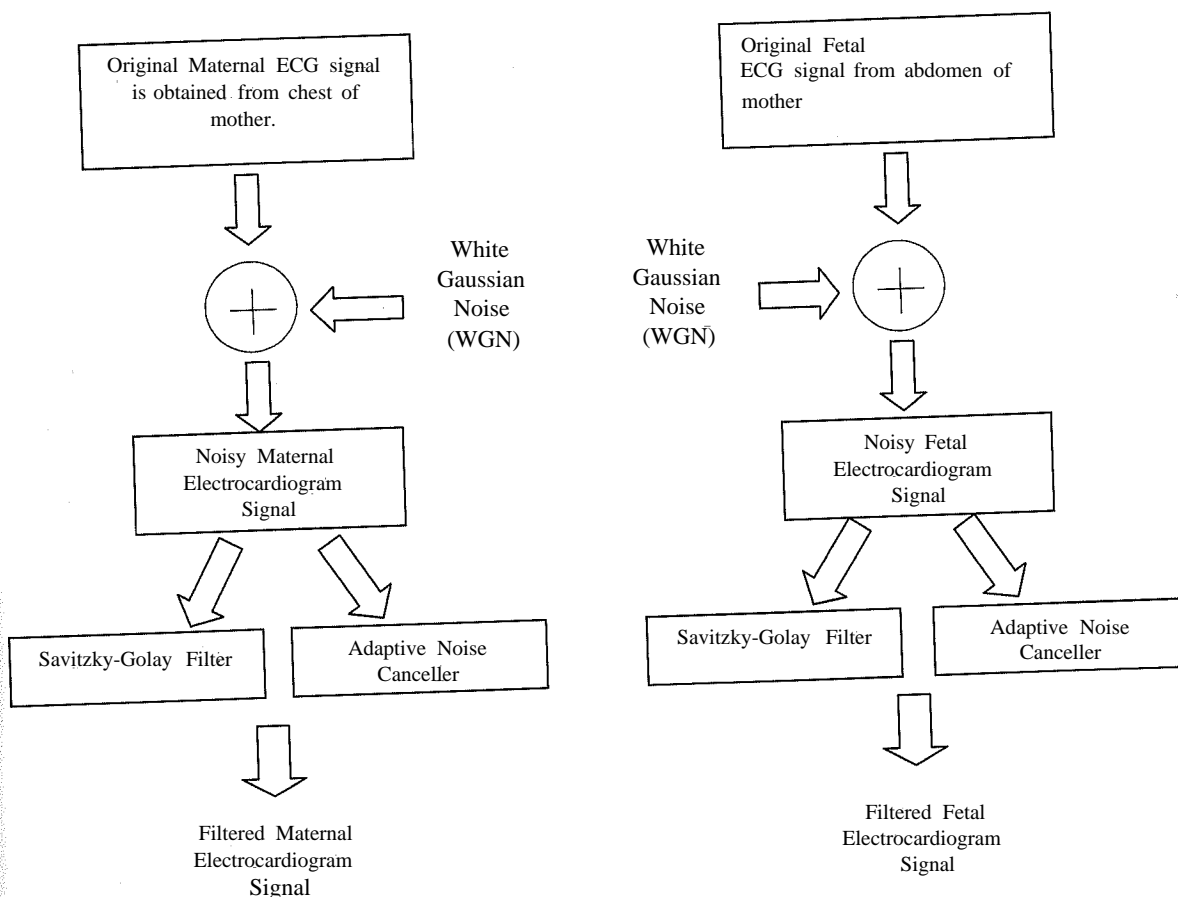 Original Maternal ECG signal
is obtained from chest of
mother.
White
Gaussian
Noise
(WGN)
Noisy Maternal
Electrocardiogram
Signal
Savitzky-Golay Filter
Adaptive Noise
Canceller
Filtered Maternal
Electrocardiogram
Signal
Original Fetal
ECG signal from abdomen of
mother
White
Gaussian
Noise
(WGN)
Noisy Fetal
Electrocardiogram
Signal
Savitzky-Golay Filter
Adaptive Noise
Canceller
Filtered Fetal
Electrocardiogram
Signal